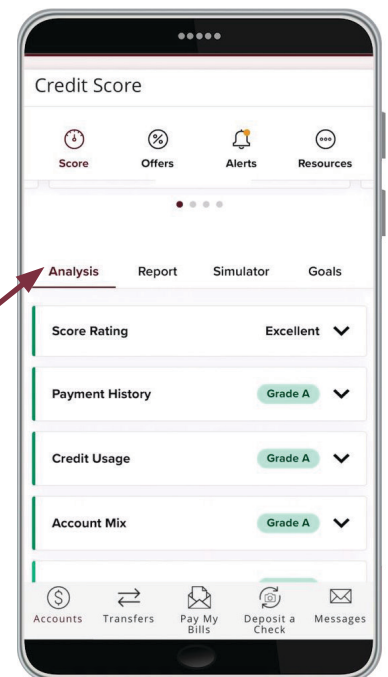 Credit Score
Score Offers Alerts Resources
Analysis Report Simulator Goals
Score Rating Excellent
Payment History Grade A
Credit Usage Grade A
Account Mix Grade A
Accounts Transfers Pay My Bills Deposit a Check Messages